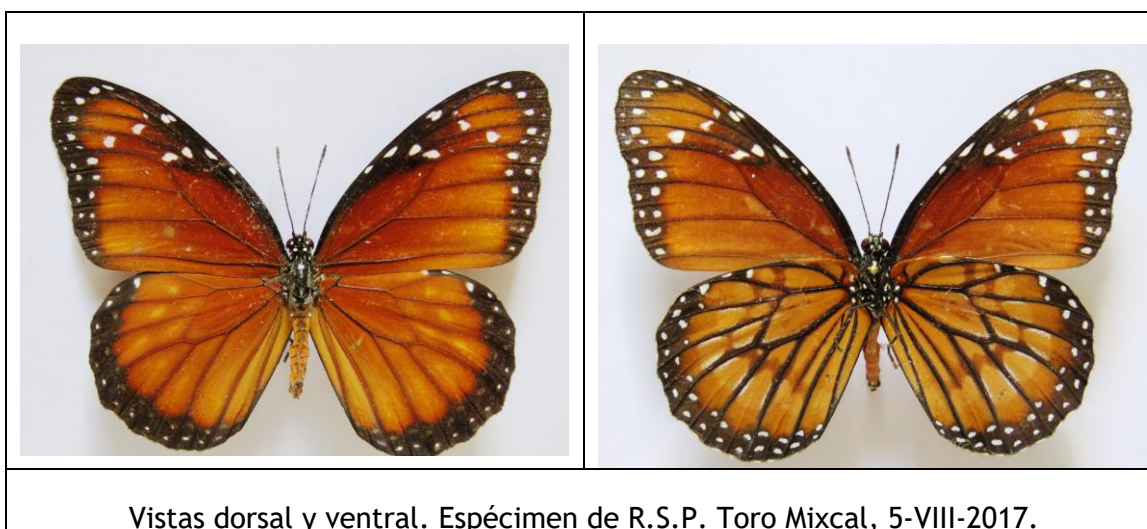 Vistas dorsal y ventral. Espécimen de R.S.P. Toro Mixcal, 5-VIII-2017.